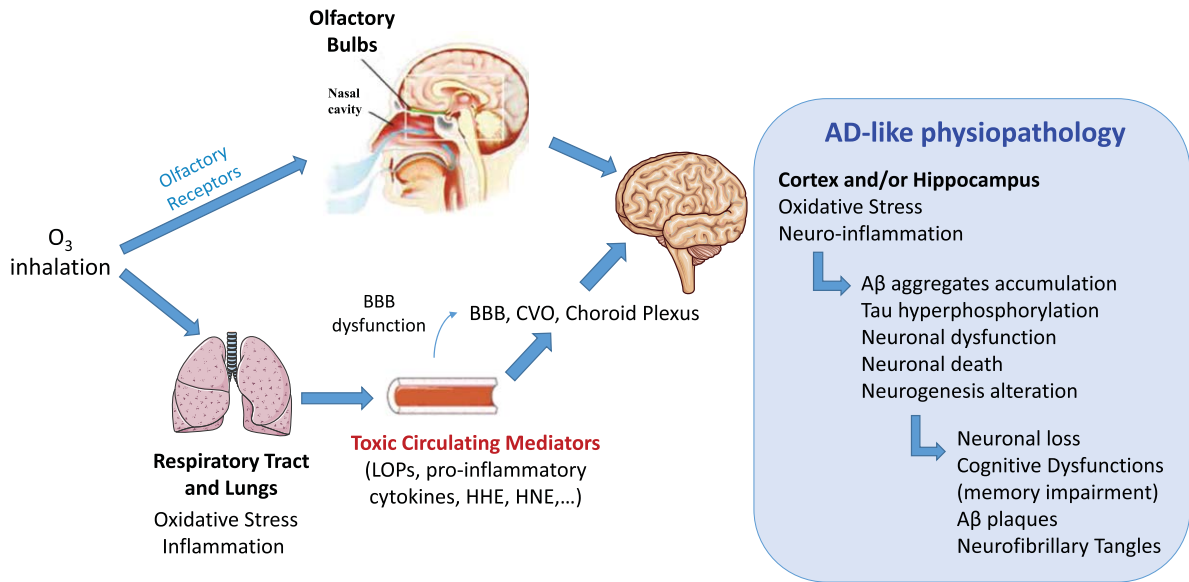 Olfactory
Bulbs
Nasal
cavity
Olfactory
Receptors
O₃
inhalation
BBB
dysfunction
BBB, CVO, Choroid Plexus
Respiratory Tract
and Lungs
Oxidative Stress
Inflammation
Toxic Circulating Mediators
(LOPs, pro-inflammatory
cytokines, HHE, HNE,...)
AD-like physiopathology
Cortex and/or Hippocampus
Oxidative Stress
Neuro-inflammation
Aβ aggregates accumulation
Tau hyperphosphorylation
Neuronal dysfunction
Neuronal death
Neurogenesis alteration
Neuronal loss
Cognitive Dysfunctions
(memory impairment)
Aβ plaques
Neurofibrillary Tangles